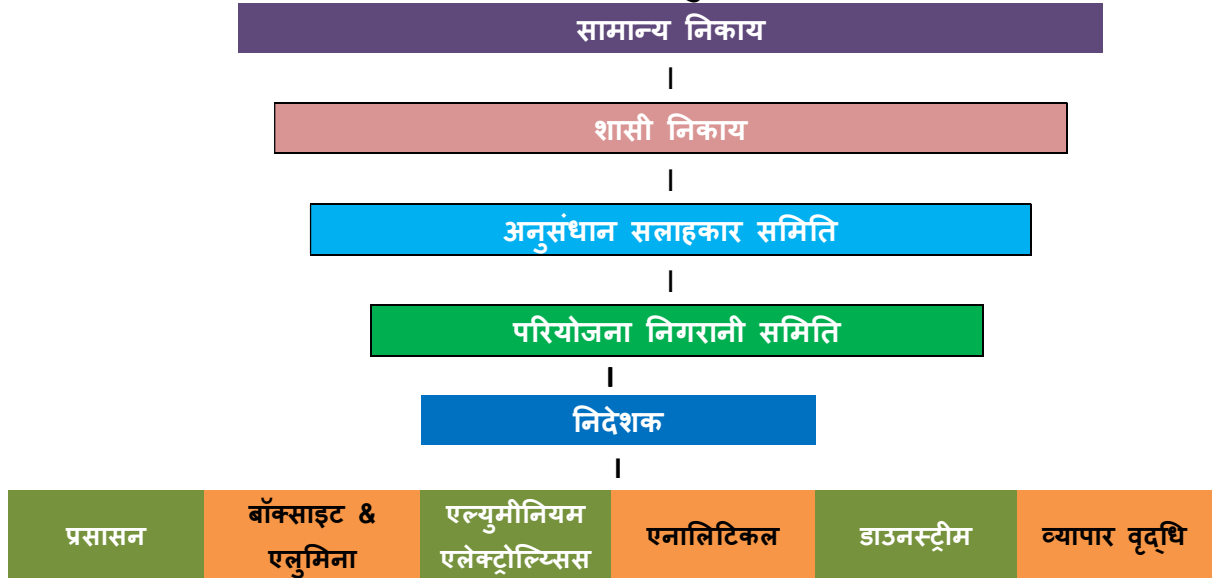 सामान्य निकाय
शासी निकाय
अनुसंधान सलाहकार समिति
परियोजना निगरानी समिति
निदेशक
प्रसासन
बॉक्साइट &
एलुमिना
एल्युमीनियम
एलेक्ट्रोल्य्सिस
एनालिटिकल
डाउनस्ट्रीम
व्यापार वृद्धि